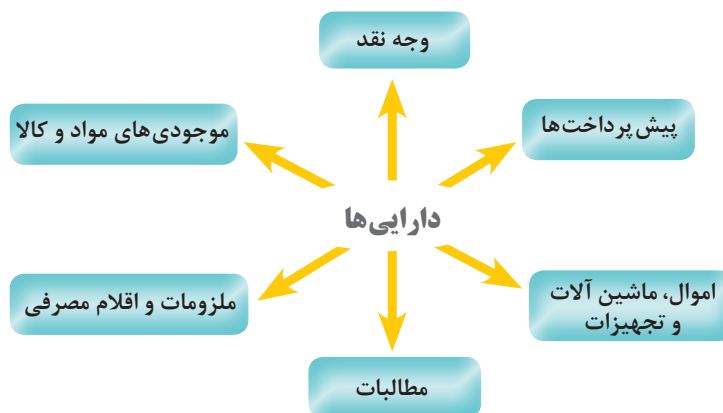 وجه نقد
پیش‌پرداخت‌ها
موجودی‌های مواد و کالا
دارایی‌ها
اموال، ماشین آلات
و تجهیزات
ملزومات و اقلام مصرفی
مطالبات